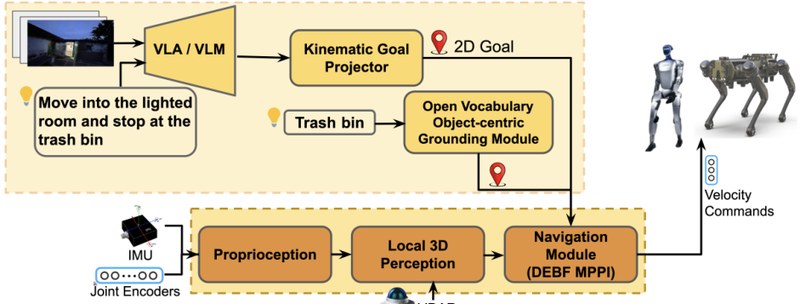 VLA / VLM
Kinematic Goal
Projector
2D Goal
Move into the lighted
room and stop at the
trash bin
Trash bin
Open Vocabulary
Object-centric
Grounding Module
IMU
Joint Encoders
Proprioception
Local 3D
Perception
Navigation
Module
(DEBF MPPI)
Velocity
Commands